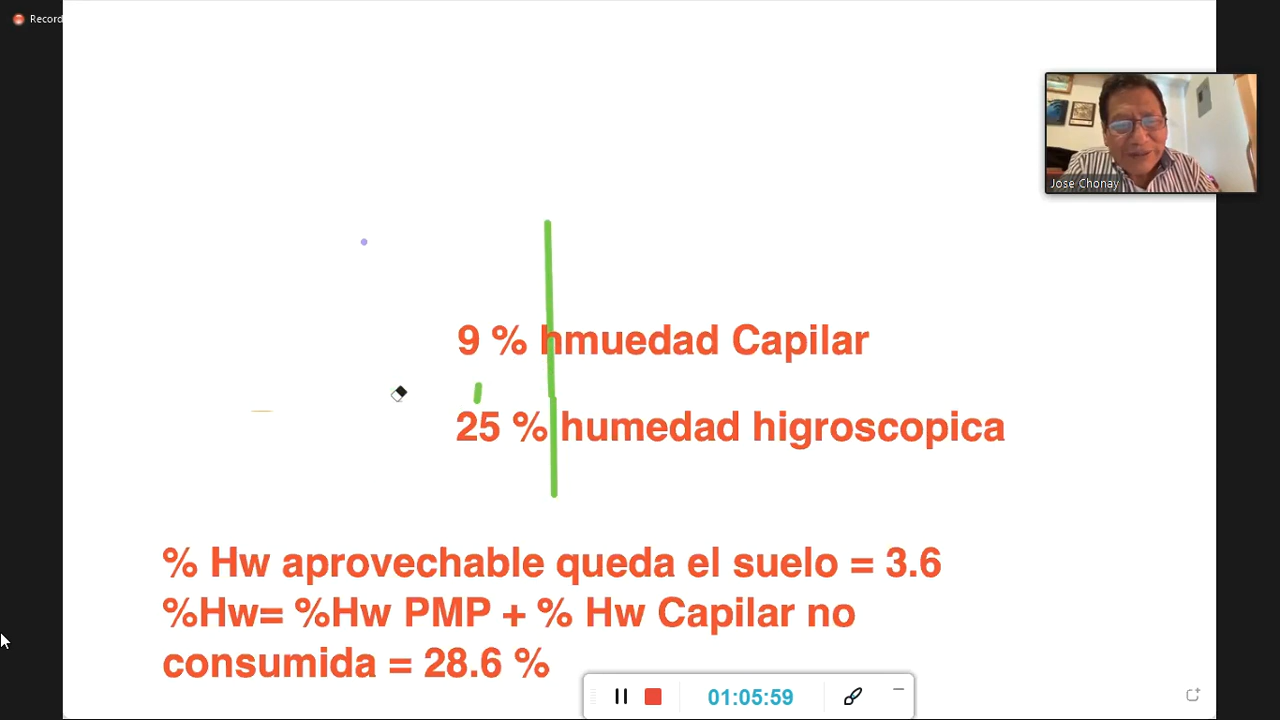 Record
Jose Chonay
9 % hmuedad Capilar
25 % humedad higroscopica
% Hw aprovechable queda el suelo = 3.6
%Hw= %Hw PMP + % Hw Capilar no
consumida = 28.6 %
01:05:59